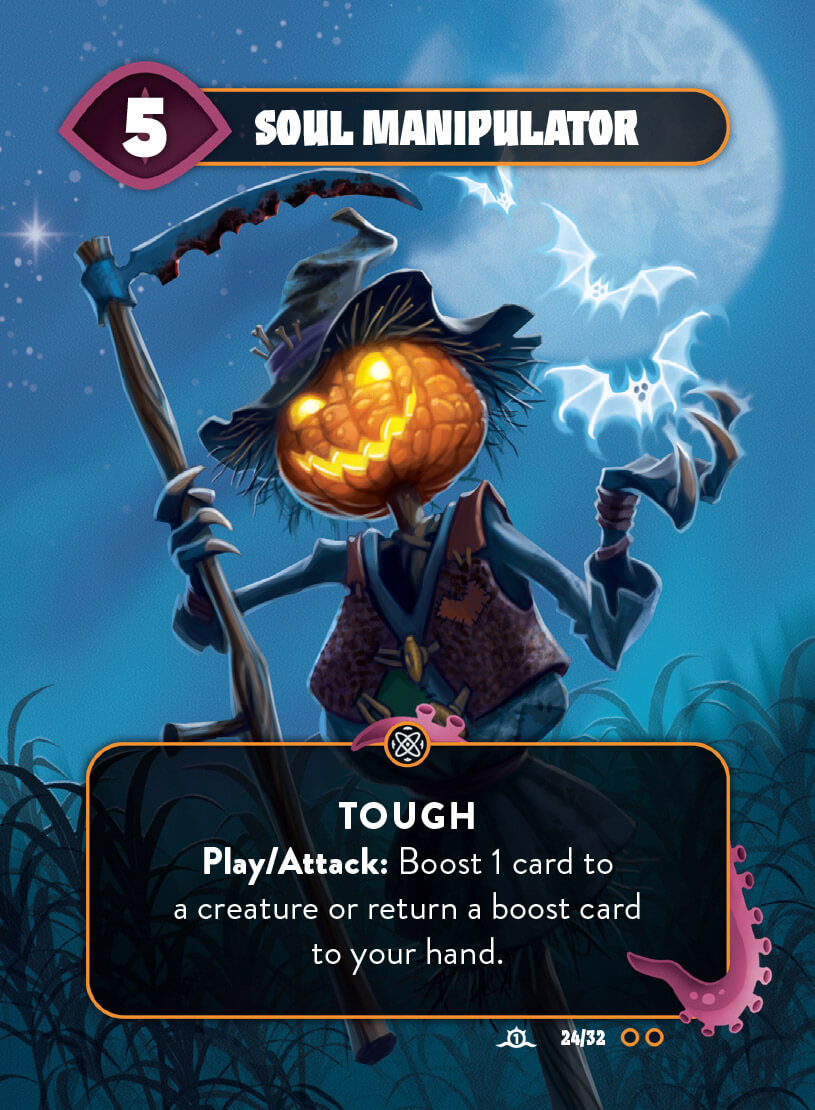 5
SOUL MANIPULATOR
TOUGH
Play/Attack: Boost 1 card to
a creature or return a boost card
to your hand.
1 24/32